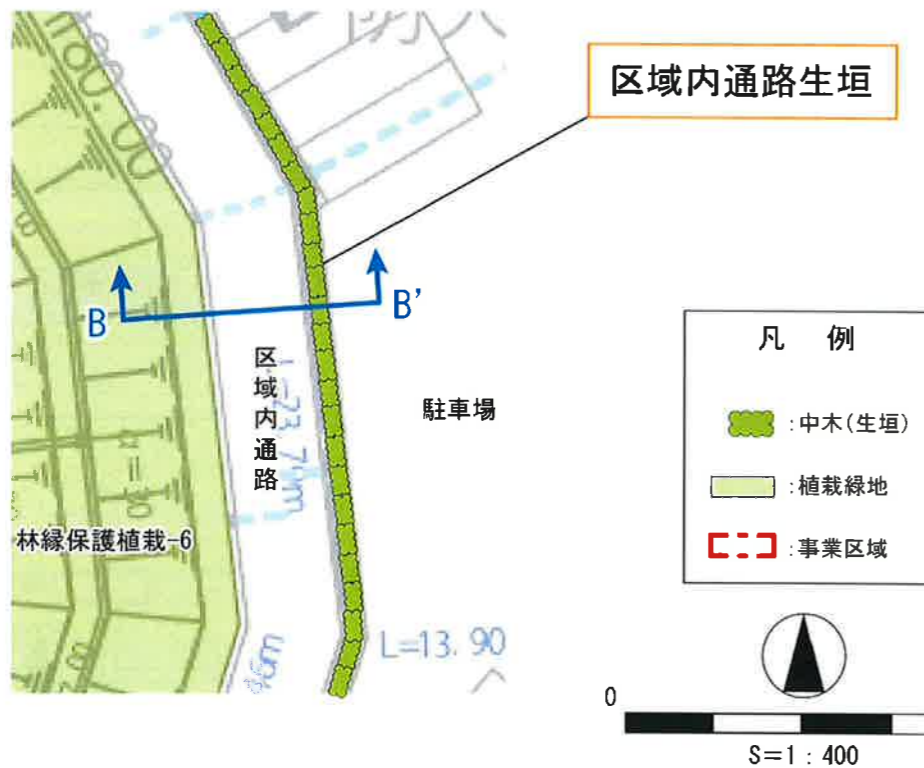 区域内通路生垣
B
B'
区域内通路
駐車場
林縁保護植栽-6
L=13.90
凡 例
:中木(生垣)
:植栽緑地
:事業区域
0
S=1:400